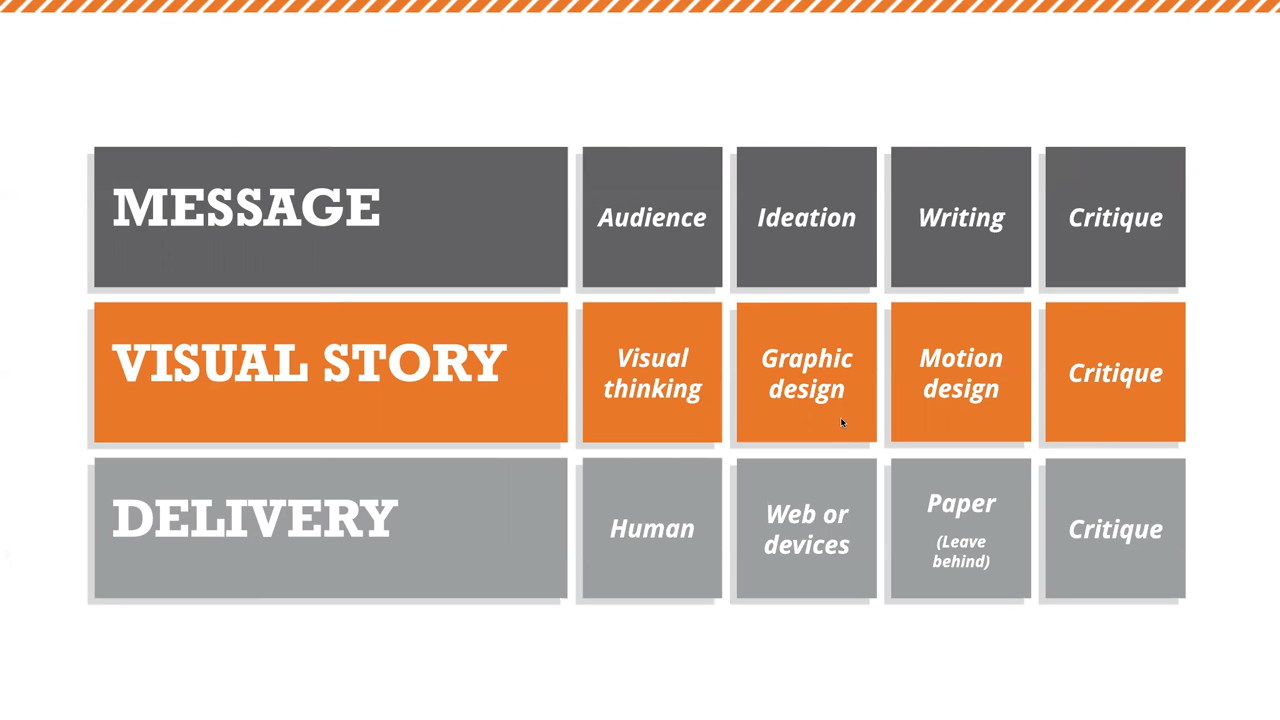 MESSAGE
Audience
Ideation
Writing
Critique
VISUAL STORY
Visual
thinking
Graphic
design
Motion
design
Critique
DELIVERY
Human
Web or
devices
Paper
(Leave
behind)
Critique